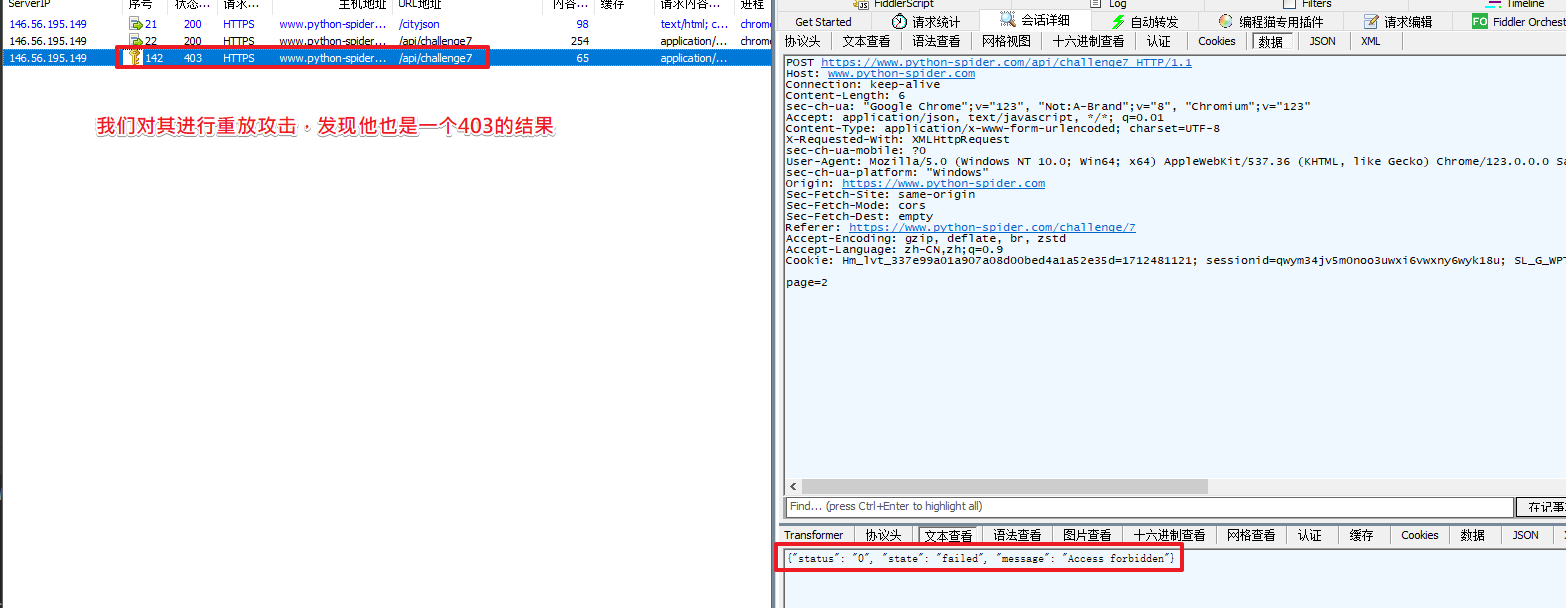 ServerIP 序号 状态... 请求... 主机地址 URL地址 内容... 缓存 请求内容... 进程
146.56.195.149 21 200 HTTPS www.python-spider... /cityjson 98 text/html; c... chrome
146.56.195.149 22 200 HTTPS www.python-spider... /api/challenge7 254 application/... chrome
146.56.195.149 142 403 HTTPS www.python-spider... /api/challenge7 65 application/...
我们对其进行重放攻击，发现他也是一个403的结果
FiddlerScript Log Filters Timeline
Get Started 请求统计 会话详细 自动转发 编程猫专用插件 请求编辑 FO Fiddler Orchest
协议头 文本查看 语法查看 网格视图 十六进制查看 认证 Cookies 数据 JSON XML
POST https://www.python-spider.com/api/challenge7 HTTP/1.1
Host: www.python-spider.com
Connection: keep-alive
Content-Length: 6
sec-ch-ua: "Google Chrome";v="123", "Not:A-Brand";v="8", "Chromium";v="123"
Accept: application/json, text/javascript, */*; q=0.01
Content-Type: application/x-www-form-urlencoded; charset=UTF-8
X-Requested-With: XMLHttpRequest
sec-ch-ua-mobile: ?0
User-Agent: Mozilla/5.0 (Windows NT 10.0; Win64; x64) AppleWebKit/537.36 (KHTML, like Gecko) Chrome/123.0.0.0 Sa
sec-ch-ua-platform: "Windows"
Origin: https://www.python-spider.com
Sec-Fetch-Site: same-origin
Sec-Fetch-Mode: cors
Sec-Fetch-Dest: empty
Referer: https://www.python-spider.com/challenge/7
Accept-Encoding: gzip, deflate, br, zstd
Accept-Language: zh-CN,zh;q=0.9
Cookie: Hm_lvt_337e99a01a907a08d00bed4a1a52e35d=1712481121; sessionid=qwym34jv5m0noo3uwxi6vwxny6wyk18u; SL_G_WPT
page=2
Find... (press Ctrl+Enter to highlight all) 在记事
Transformer 协议头 文本查看 语法查看 图片查看 十六进制查看 网格查看 认证 缓存 Cookies 数据 JSON
{"status": "0", "state": "failed", "message": "Access forbidden"}